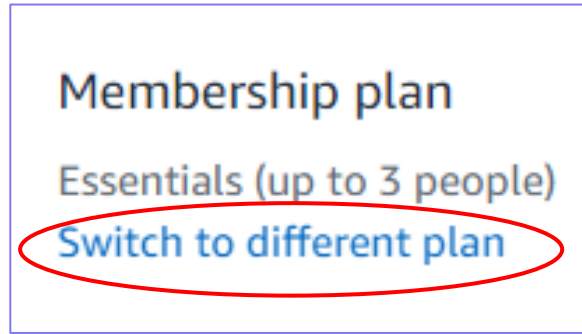 Membership plan
Essentials (up to 3 people)
Switch to different plan